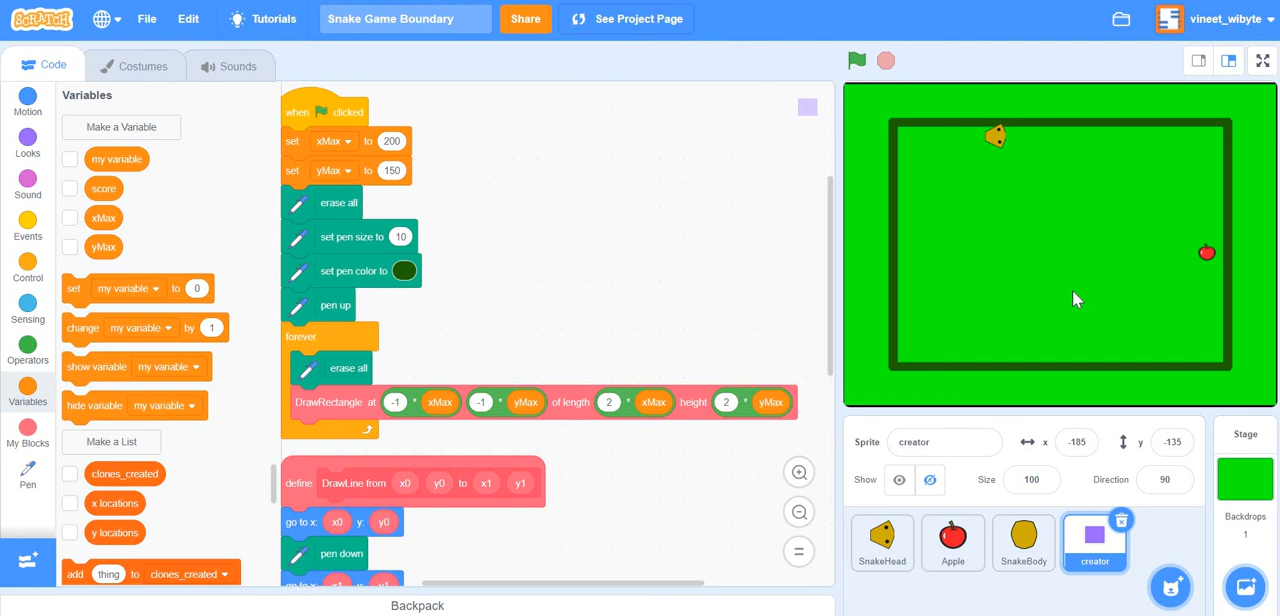 SCRATCH
File
Edit
Tutorials
Snake Game Boundary
Share
See Project Page
vineet_wibyte
Code
Costumes
Sounds
Motion
Looks
Sound
Events
Control
Sensing
Operators
Variables
My Blocks
Pen
Variables
Make a Variable
my variable
score
xMax
yMax
set my variable to 0
change my variable by 1
show variable my variable
hide variable my variable
Make a List
clones_created
x locations
y locations
add thing to clones_created
when clicked
set xMax to 200
set yMax to 150
erase all
set pen size to 10
set pen color to
pen up
forever
erase all
DrawRectangle at -1 * xMax -1 * yMax of length 2 * xMax height 2 * yMax
define DrawLine from x0 y0 to x1 y1
go to x: x0 y: y0
pen down
go to x: x1 y: y1
Backpack
Sprite creator x -185 y -135
Show Size 100 Direction 90
SnakeHead
Apple
SnakeBody
creator
Stage
Backdrops
1